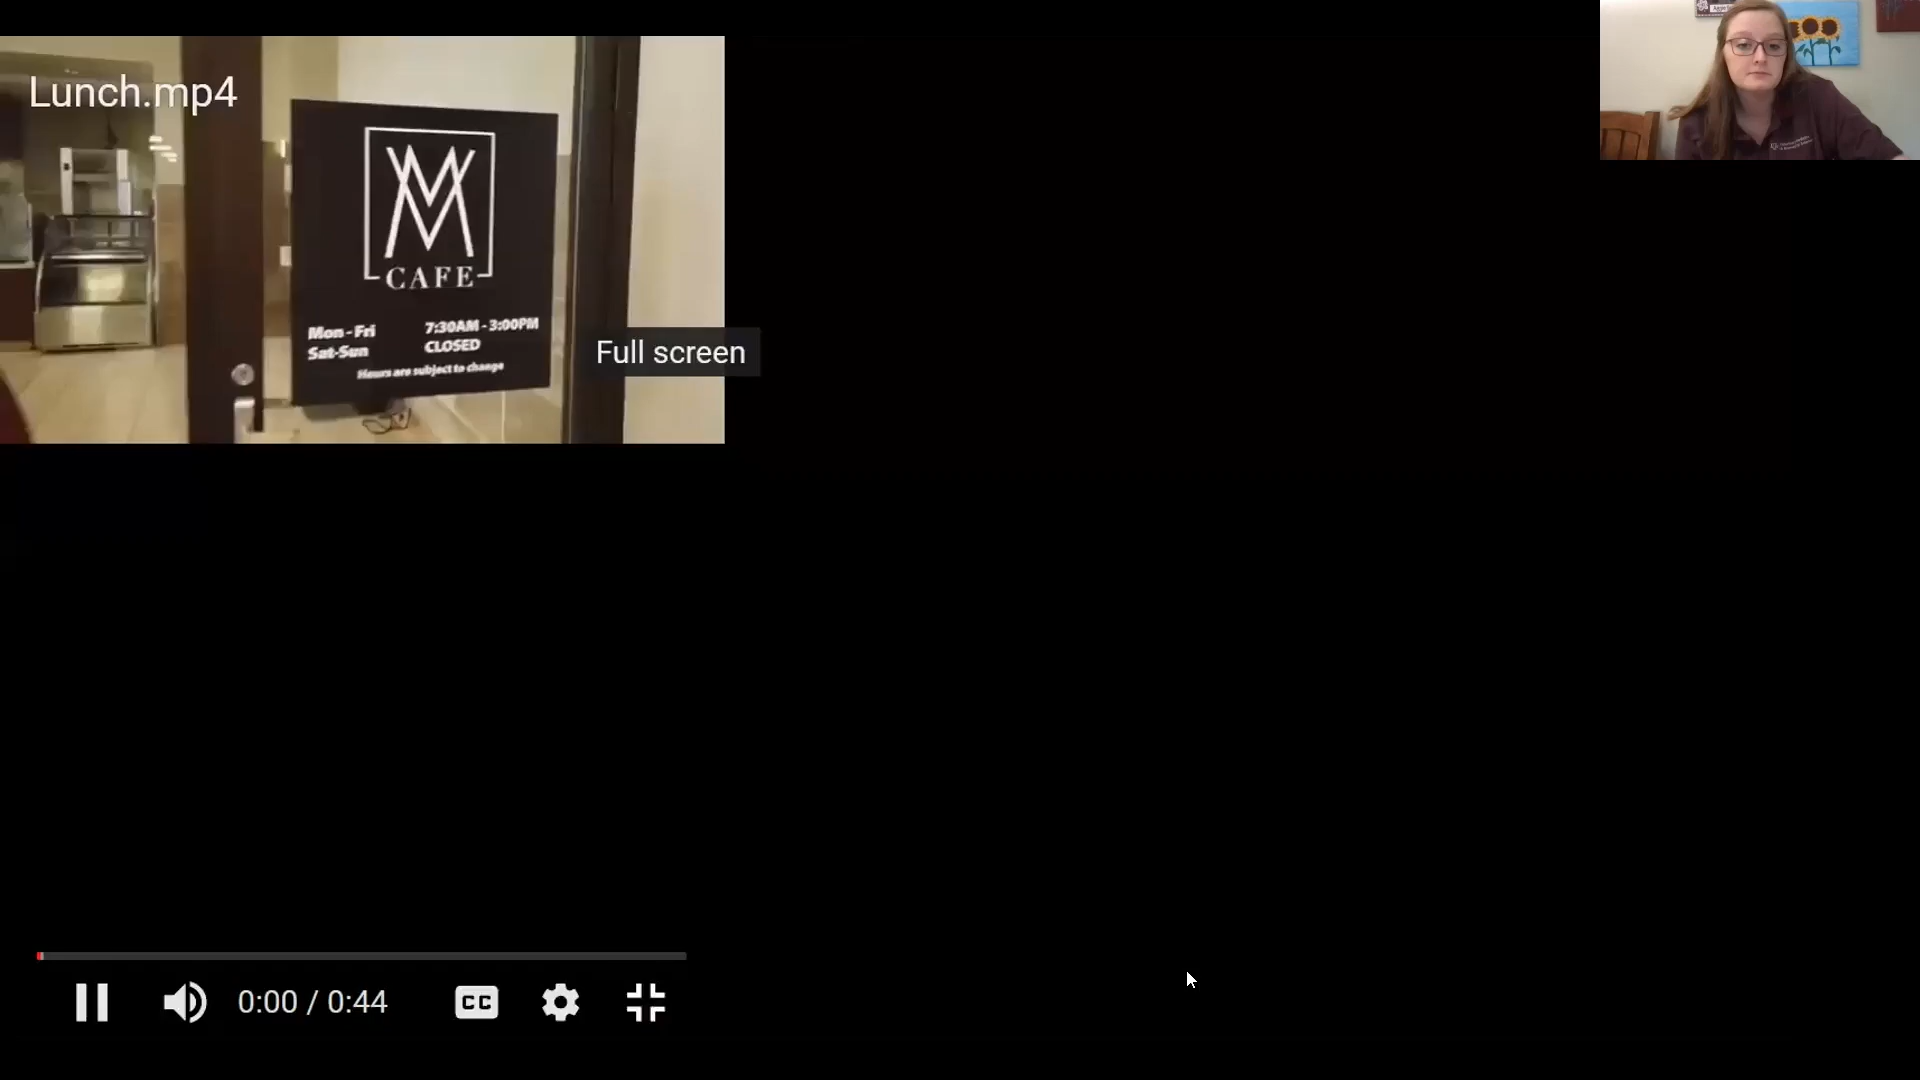 Lunch.mp4
CAFE
Mon - Fri 7:30AM - 3:00PM
Sat-Sun CLOSED
Hours are subject to change
Full screen
0:00 / 0:44
CC